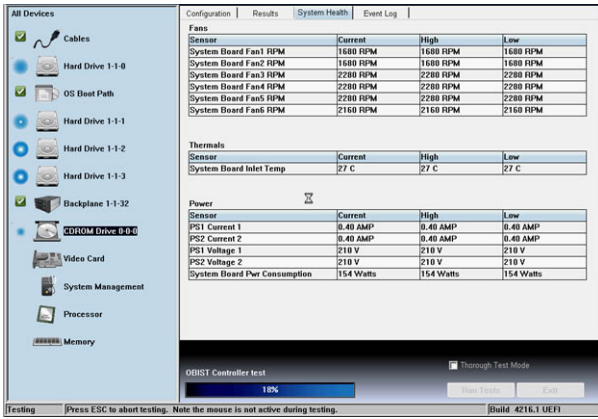 All Devices
Cables
Hard Drive 1-1-0
OS Boot Path
Hard Drive 1-1-1
Hard Drive 1-1-2
Hard Drive 1-1-3
Backplane 1-1-32
CDROM Drive 0-0-0
Video Card
System Management
Processor
Memory
Configuration Results System Health Event Log
Fans
Sensor Current High Low
System Board Fan1 RPM 1680 RPM 1680 RPM 1680 RPM
System Board Fan2 RPM 1680 RPM 1680 RPM 1680 RPM
System Board Fan3 RPM 2280 RPM 2280 RPM 2280 RPM
System Board Fan4 RPM 2280 RPM 2280 RPM 2280 RPM
System Board Fan5 RPM 2280 RPM 2280 RPM 2280 RPM
System Board Fan6 RPM 2160 RPM 2160 RPM 2160 RPM
Thermals
Sensor Current High Low
System Board Inlet Temp 27 C 27 C 27 C
Power
Sensor Current High Low
PS1 Current 1 0.40 AMP 0.40 AMP 0.40 AMP
PS2 Current 2 0.40 AMP 0.40 AMP 0.40 AMP
PS1 Voltage 1 210 V 210 V 210 V
PS2 Voltage 2 210 V 210 V 210 V
System Board Pwr Consumption 154 Watts 154 Watts 154 Watts
OBIST Controller test
18%
Thorough Test Mode
Run Tests Exit
Testing Press ESC to abort testing. Note the mouse is not active during testing. Build 4216.1 UEFI